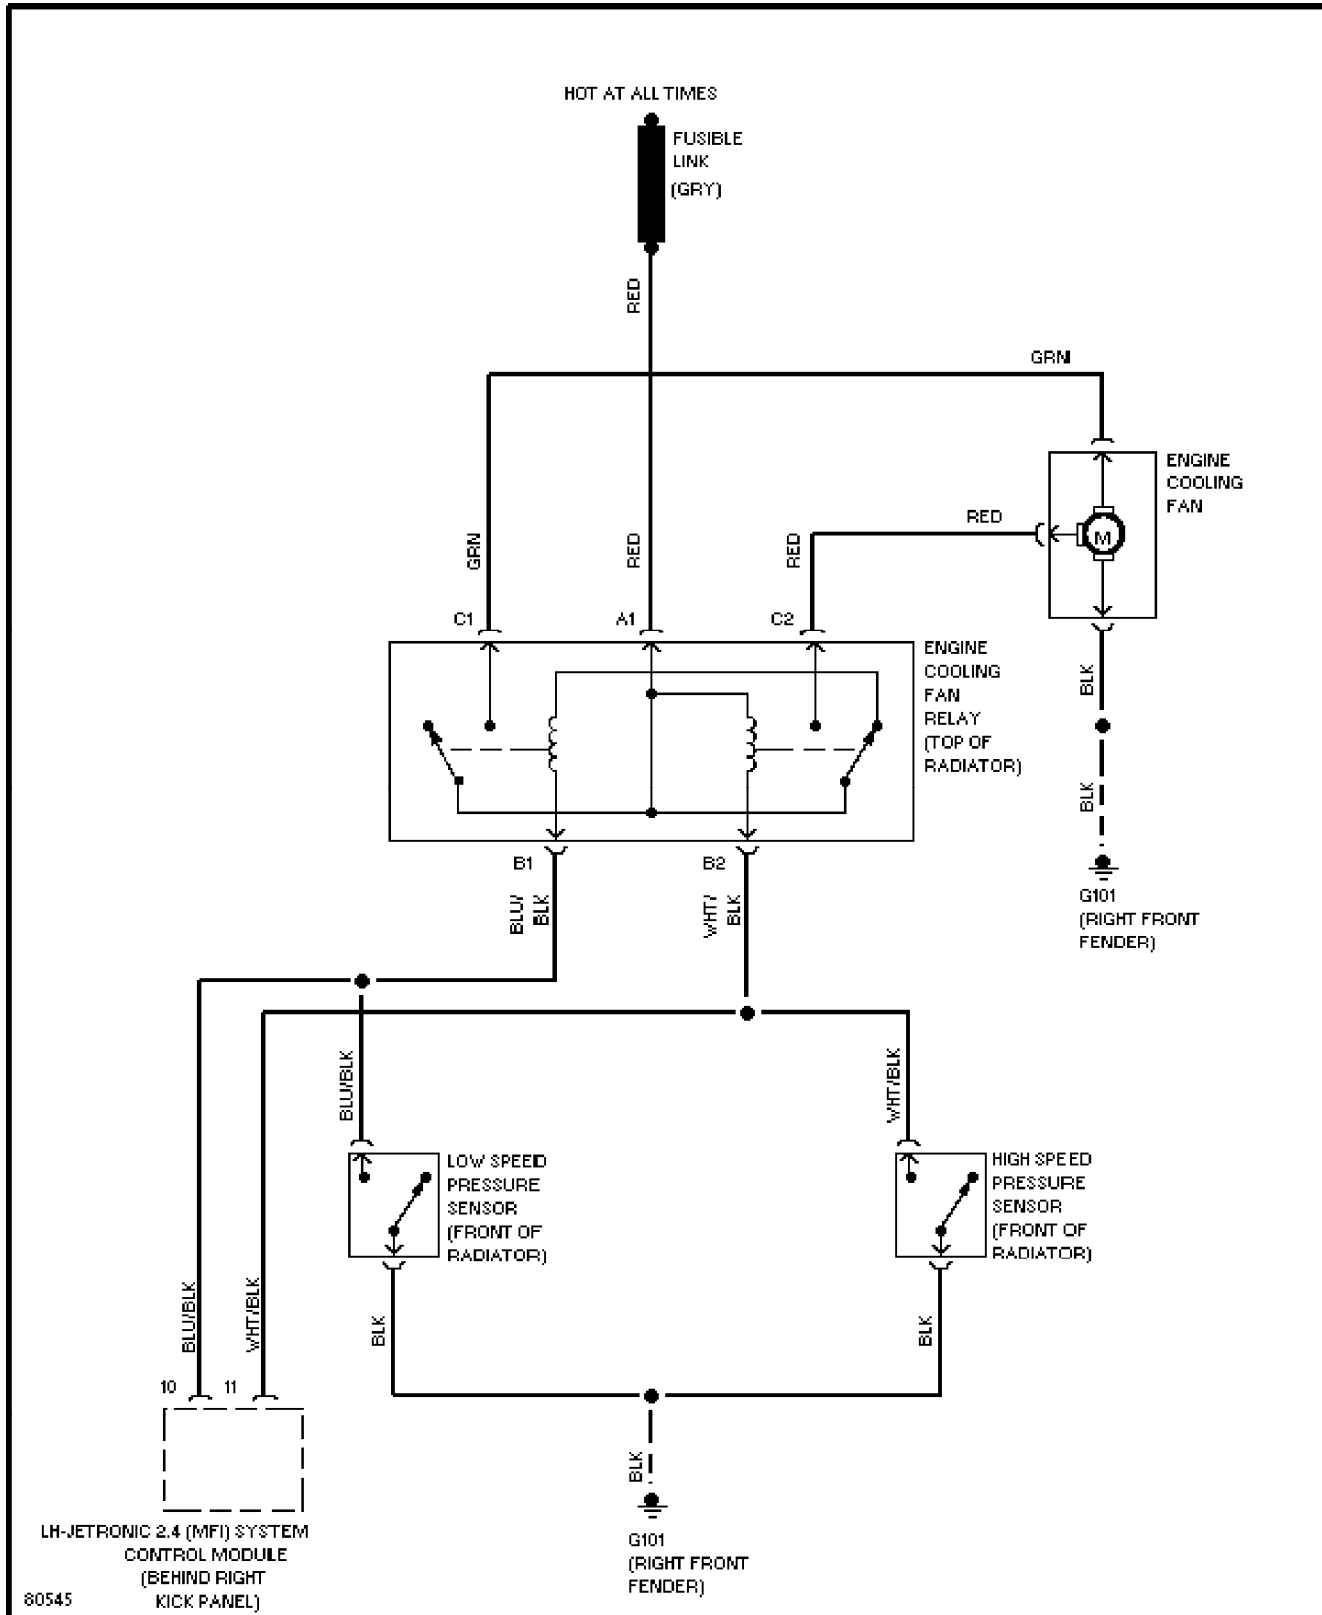 HOT AT ALL TIMES
FUSIBLE
LINK
(GRY)
RED
GRN
ENGINE
COOLING
FAN
RED
M
GRN
RED
RED
C1
A1
C2
BLK
ENGINE
COOLING
FAN
RELAY
(TOP OF
RADIATOR)
BLK
B1
B2
BLU/
BLK
WHT/
BLK
G101
(RIGHT FRONT
FENDER)
BLU/BLK
WHT/BLK
LOW SPEED
PRESSURE
SENSOR
(FRONT OF
RADIATOR)
HIGH SPEED
PRESSURE
SENSOR
(FRONT OF
RADIATOR)
BLU/BLK
WHT/BLK
BLK
BLK
10
11
BLK
LH-JETRONIC 2.4 (MFI) SYSTEM
CONTROL MODULE
(BEHIND RIGHT
KICK PANEL)
G101
(RIGHT FRONT
FENDER)
80545